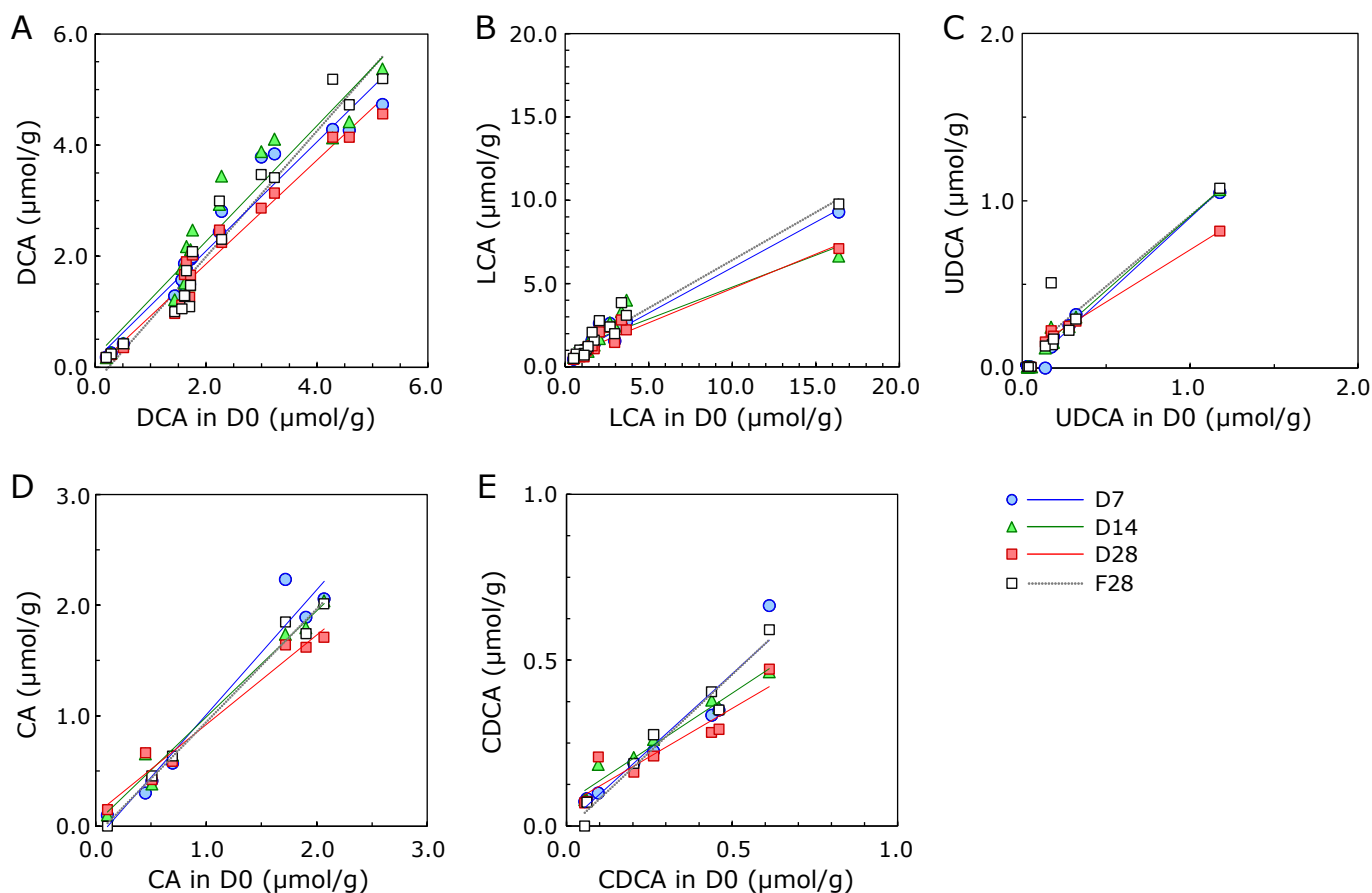 A
6.0
4.0
2.0
0.0
0.0
2.0
4.0
6.0
DCA (μmol/g)
DCA in D0 (μmol/g)
B
20.0
15.0
10.0
5.0
0.0
0.0
5.0
10.0
15.0
20.0
LCA (μmol/g)
LCA in D0 (μmol/g)
C
2.0
1.0
0.0
0.0
1.0
2.0
UDCA (μmol/g)
UDCA in D0 (μmol/g)
D
3.0
2.0
1.0
0.0
0.0
1.0
2.0
3.0
CA (μmol/g)
CA in D0 (μmol/g)
E
1.0
0.5
0.0
0.0
0.5
1.0
CDCA (μmol/g)
CDCA in D0 (μmol/g)
D7
D14
D28
F28